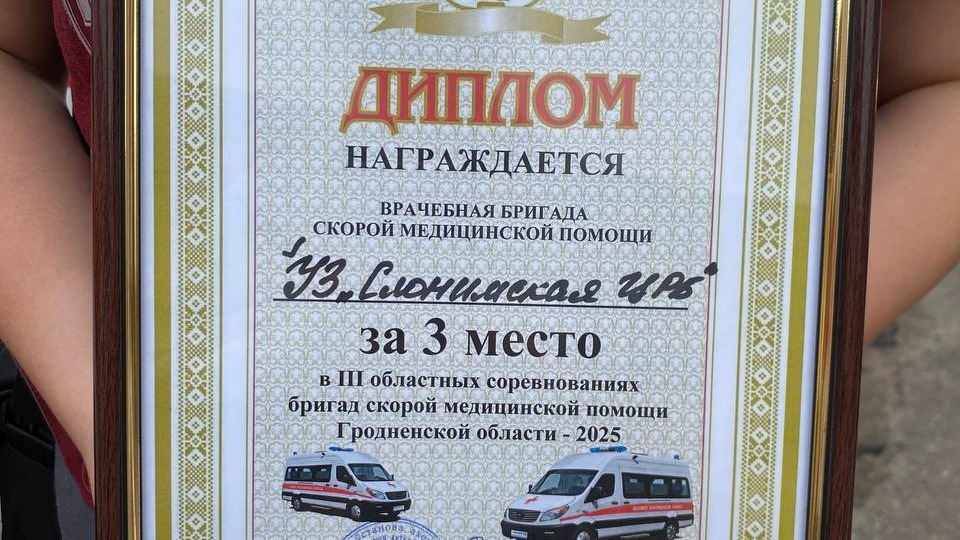 ДИПЛОМ
НАГРАЖДАЕТСЯ
ВРАЧЕБНАЯ БРИГАДА
СКОРОЙ МЕДИЦИНСКОЙ ПОМОЩИ
УЗ „Слонимская ЦРБ"
за 3 место
в III областных соревнованиях
бригад скорой медицинской помощи
Гродненской области - 2025